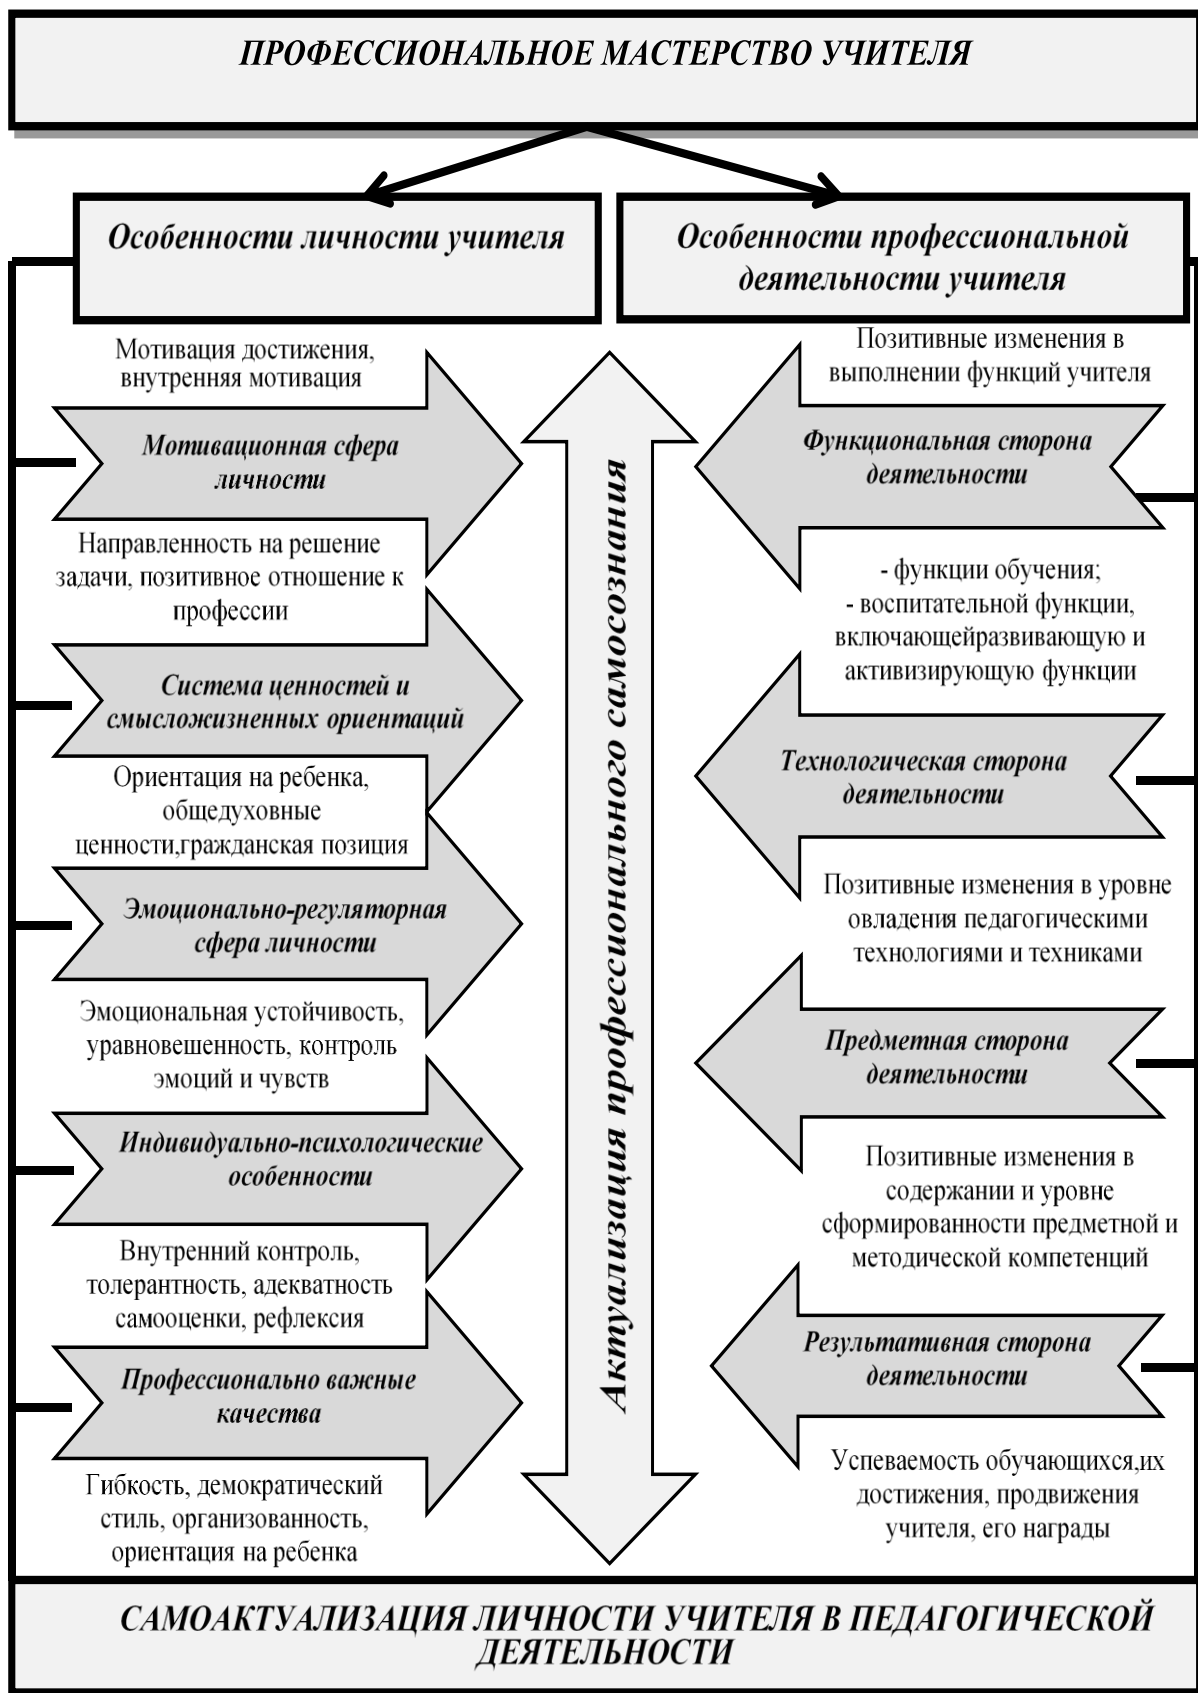 ПРОФЕССИОНАЛЬНОЕ МАСТЕРСТВО УЧИТЕЛЯ
Особенности личности учителя
Особенности профессиональной
деятельности учителя
Мотивация достижения,
внутренняя мотивация
Мотивационная сфера
личности
Направленность на решение
задачи, позитивное отношение к
профессии
Система ценностей и
смысложизненных ориентаций
Ориентация на ребенка,
общедуховные
ценности,гражданская позиция
Эмоционально-регуляторная
сфера личности
Эмоциональная устойчивость,
уравновешенность, контроль
эмоций и чувств
Индивидуально-психологические
особенности
Внутренний контроль,
толерантность, адекватность
самооценки, рефлексия
Профессионально важные
качества
Гибкость, демократический
стиль, организованность,
ориентация на ребенка
Актуализация профессионального самосознания
Позитивные изменения в
выполнении функций учителя
Функциональная сторона
деятельности
- функции обучения;
- воспитательной функции,
включающейразвивающую и
активизирующую функции
Технологическая сторона
деятельности
Позитивные изменения в уровне
овладения педагогическими
технологиями и техниками
Предметная сторона
деятельности
Позитивные изменения в
содержании и уровне
сформированности предметной и
методической компетенций
Результативная сторона
деятельности
Успеваемость обучающихся,их
достижения, продвижения
учителя, его награды
САМОАКТУАЛИЗАЦИЯ ЛИЧНОСТИ УЧИТЕЛЯ В ПЕДАГОГИЧЕСКОЙ
ДЕЯТЕЛЬНОСТИ